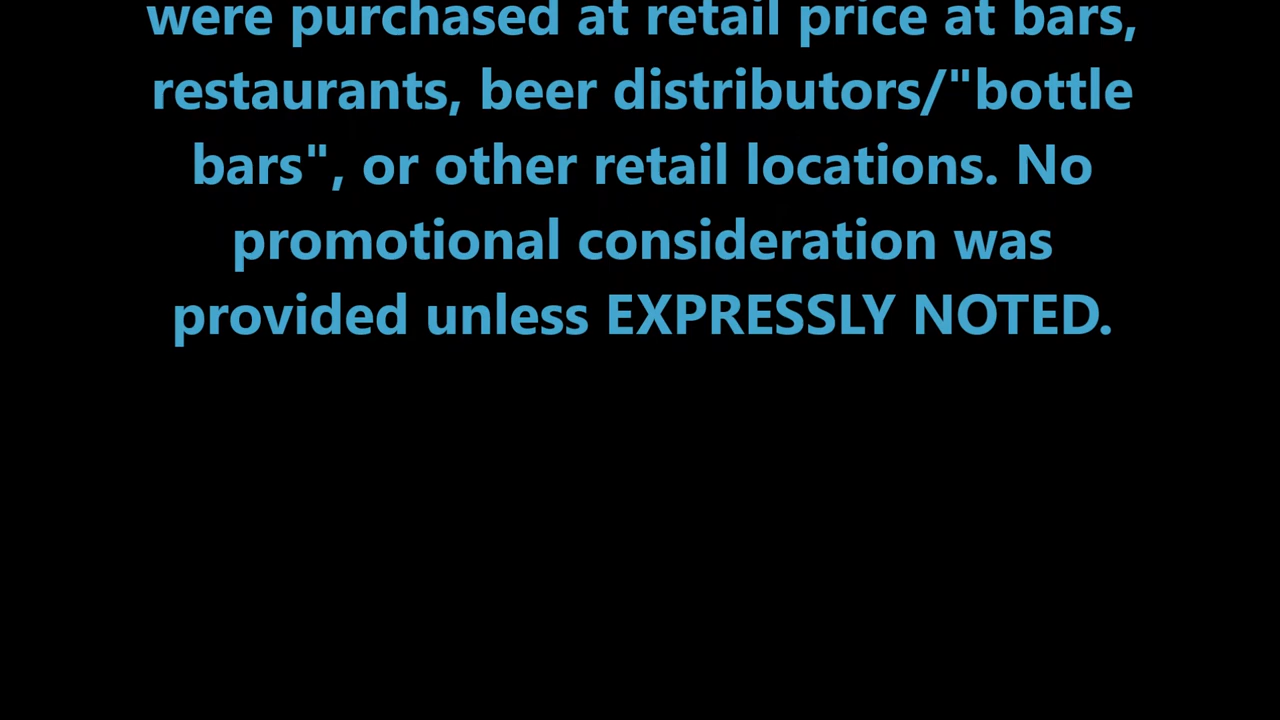 were purchased at retail price at bars,
restaurants, beer distributors/"bottle
bars", or other retail locations. No
promotional consideration was
provided unless EXPRESSLY NOTED.